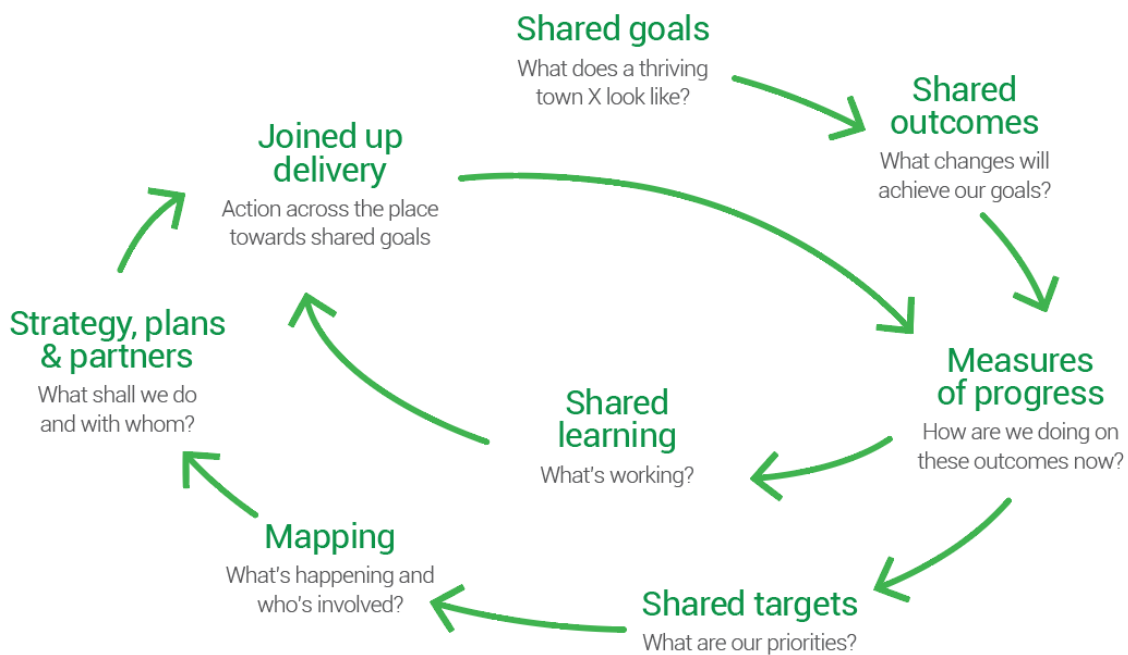 Shared goals
What does a thriving
town X look like?
Shared
outcomes
What changes will
achieve our goals?
Joined up
delivery
Action across the place
towards shared goals
Strategy, plans
& partners
What shall we do
and with whom?
Measures
of progress
How are we doing on
these outcomes now?
Shared
learning
What's working?
Mapping
What's happening and
who's involved?
Shared targets
What are our priorities?